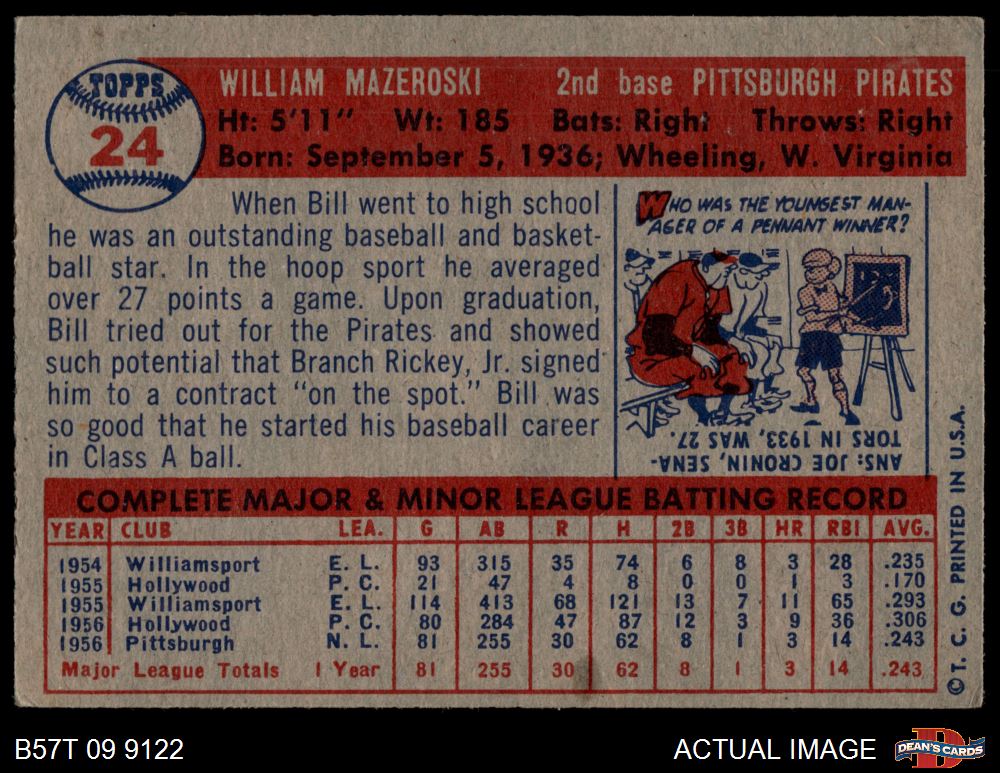 TOPPS
24
WILLIAM MAZEROSKI 2nd base PITTSBURGH PIRATES
Ht: 5'11" Wt: 185 Bats: Right Throws: Right
Born: September 5, 1936; Wheeling, W. Virginia
When Bill went to high school
he was an outstanding baseball and basket-
ball star. In the hoop sport he averaged
over 27 points a game. Upon graduation,
Bill tried out for the Pirates and showed
such potential that Branch Rickey, Jr. signed
him to a contract "on the spot." Bill was
so good that he started his baseball career
in Class A ball.
WHO WAS THE YOUNGEST MAN-
AGER OF A PENNANT WINNER?
ANS: JOE CRONIN, SENA-
TORS IN 1933, WAS 27.
COMPLETE MAJOR & MINOR LEAGUE BATTING RECORD
YEAR CLUB LEA. G AB R H 2B 3B HR RBI AVG.
1954 Williamsport E. L. 93 315 35 74 6 8 3 28 .235
1955 Hollywood P. C. 21 47 4 8 0 0 1 3 .170
1955 Williamsport E. L. 114 413 68 121 13 7 11 65 .293
1956 Hollywood P. C. 80 284 47 87 12 3 9 36 .306
1956 Pittsburgh N. L. 81 255 30 62 8 1 3 14 .243
Major League Totals 1 Year 81 255 30 62 8 1 3 14 .243
© T. C. G. PRINTED IN U.S.A.
B57T 09 9122
ACTUAL IMAGE
DEAN'S CARDS